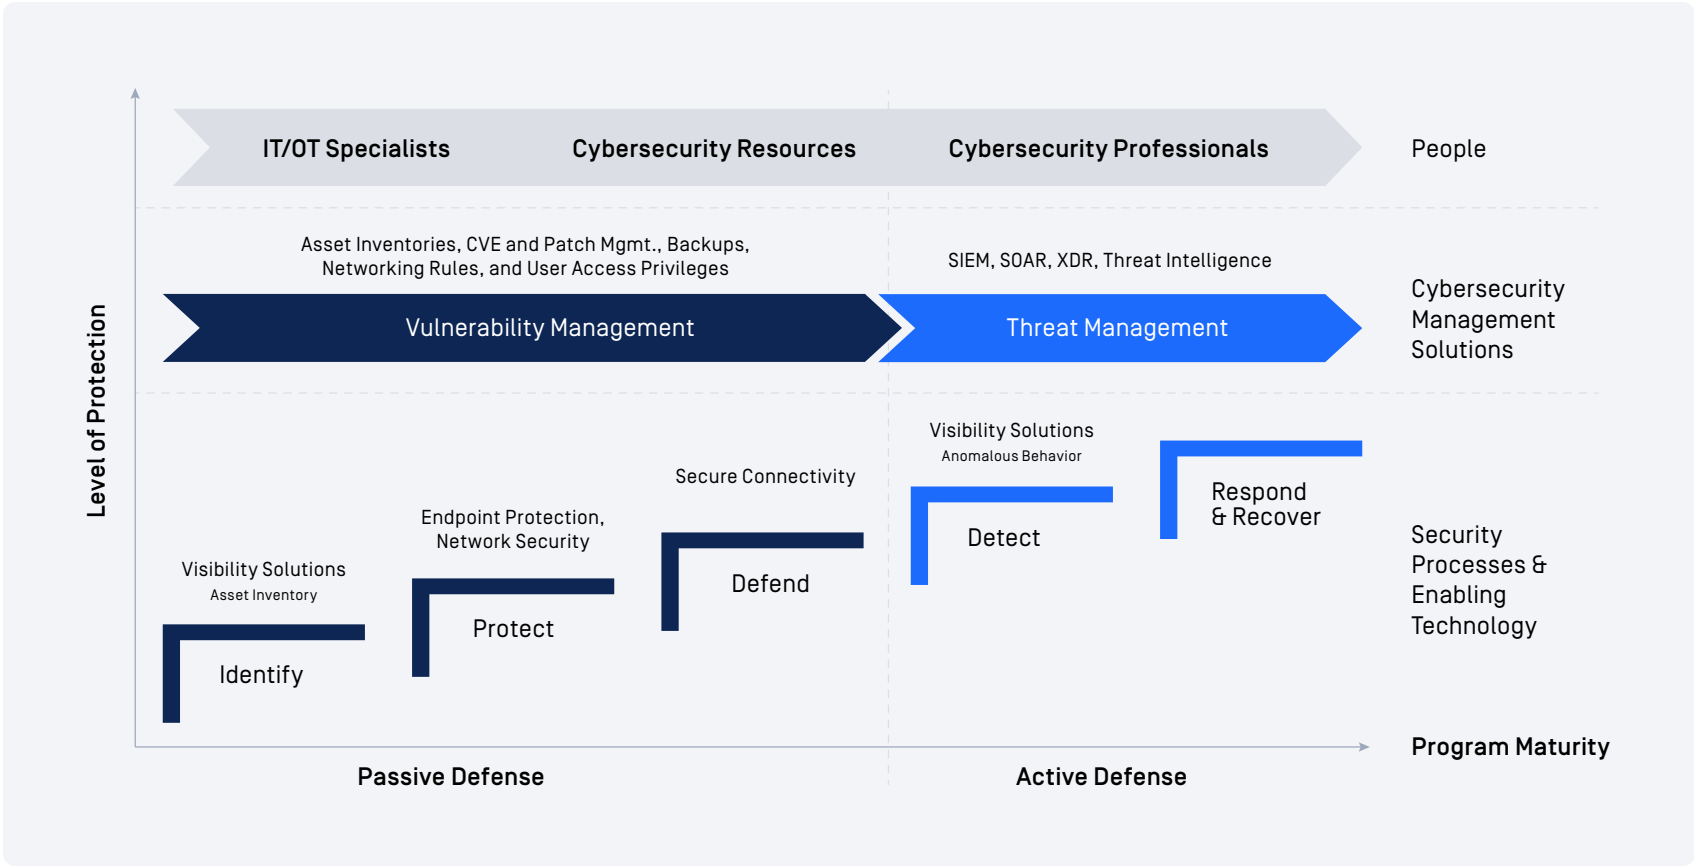 IT/OT Specialists
Cybersecurity Resources
Cybersecurity Professionals
People
Asset Inventories, CVE and Patch Mgmt., Backups,
Networking Rules, and User Access Privileges
SIEM, SOAR, XDR, Threat Intelligence
Vulnerability Management
Threat Management
Cybersecurity
Management
Solutions
Level of Protection
Visibility Solutions
Asset Inventory
Identify
Endpoint Protection,
Network Security
Protect
Secure Connectivity
Defend
Visibility Solutions
Anomalous Behavior
Detect
Respond
& Recover
Security
Processes &
Enabling
Technology
Program Maturity
Passive Defense
Active Defense